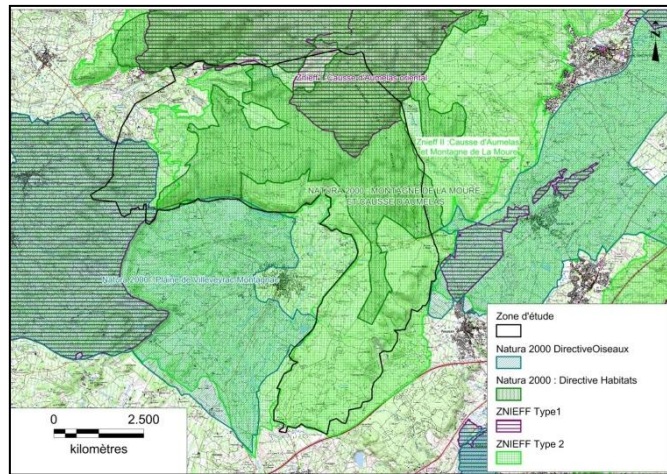 Znieff I : Causse d'Aumelas oriental
Znieff II :Causse d'Aumelas
et Montagne de La Moure
NATURA 2000 : MONTAGNE DE LA MOURE
ET CAUSSE D'AUMELAS
Natura 2000 : Plaine de Villeveyrac Montagnac
Zone d'étude
Natura 2000 DirectiveOiseaux
Natura 2000 : Directive Habitats
ZNIEFF Type1
ZNIEFF Type 2
0 2.500
kilomètres